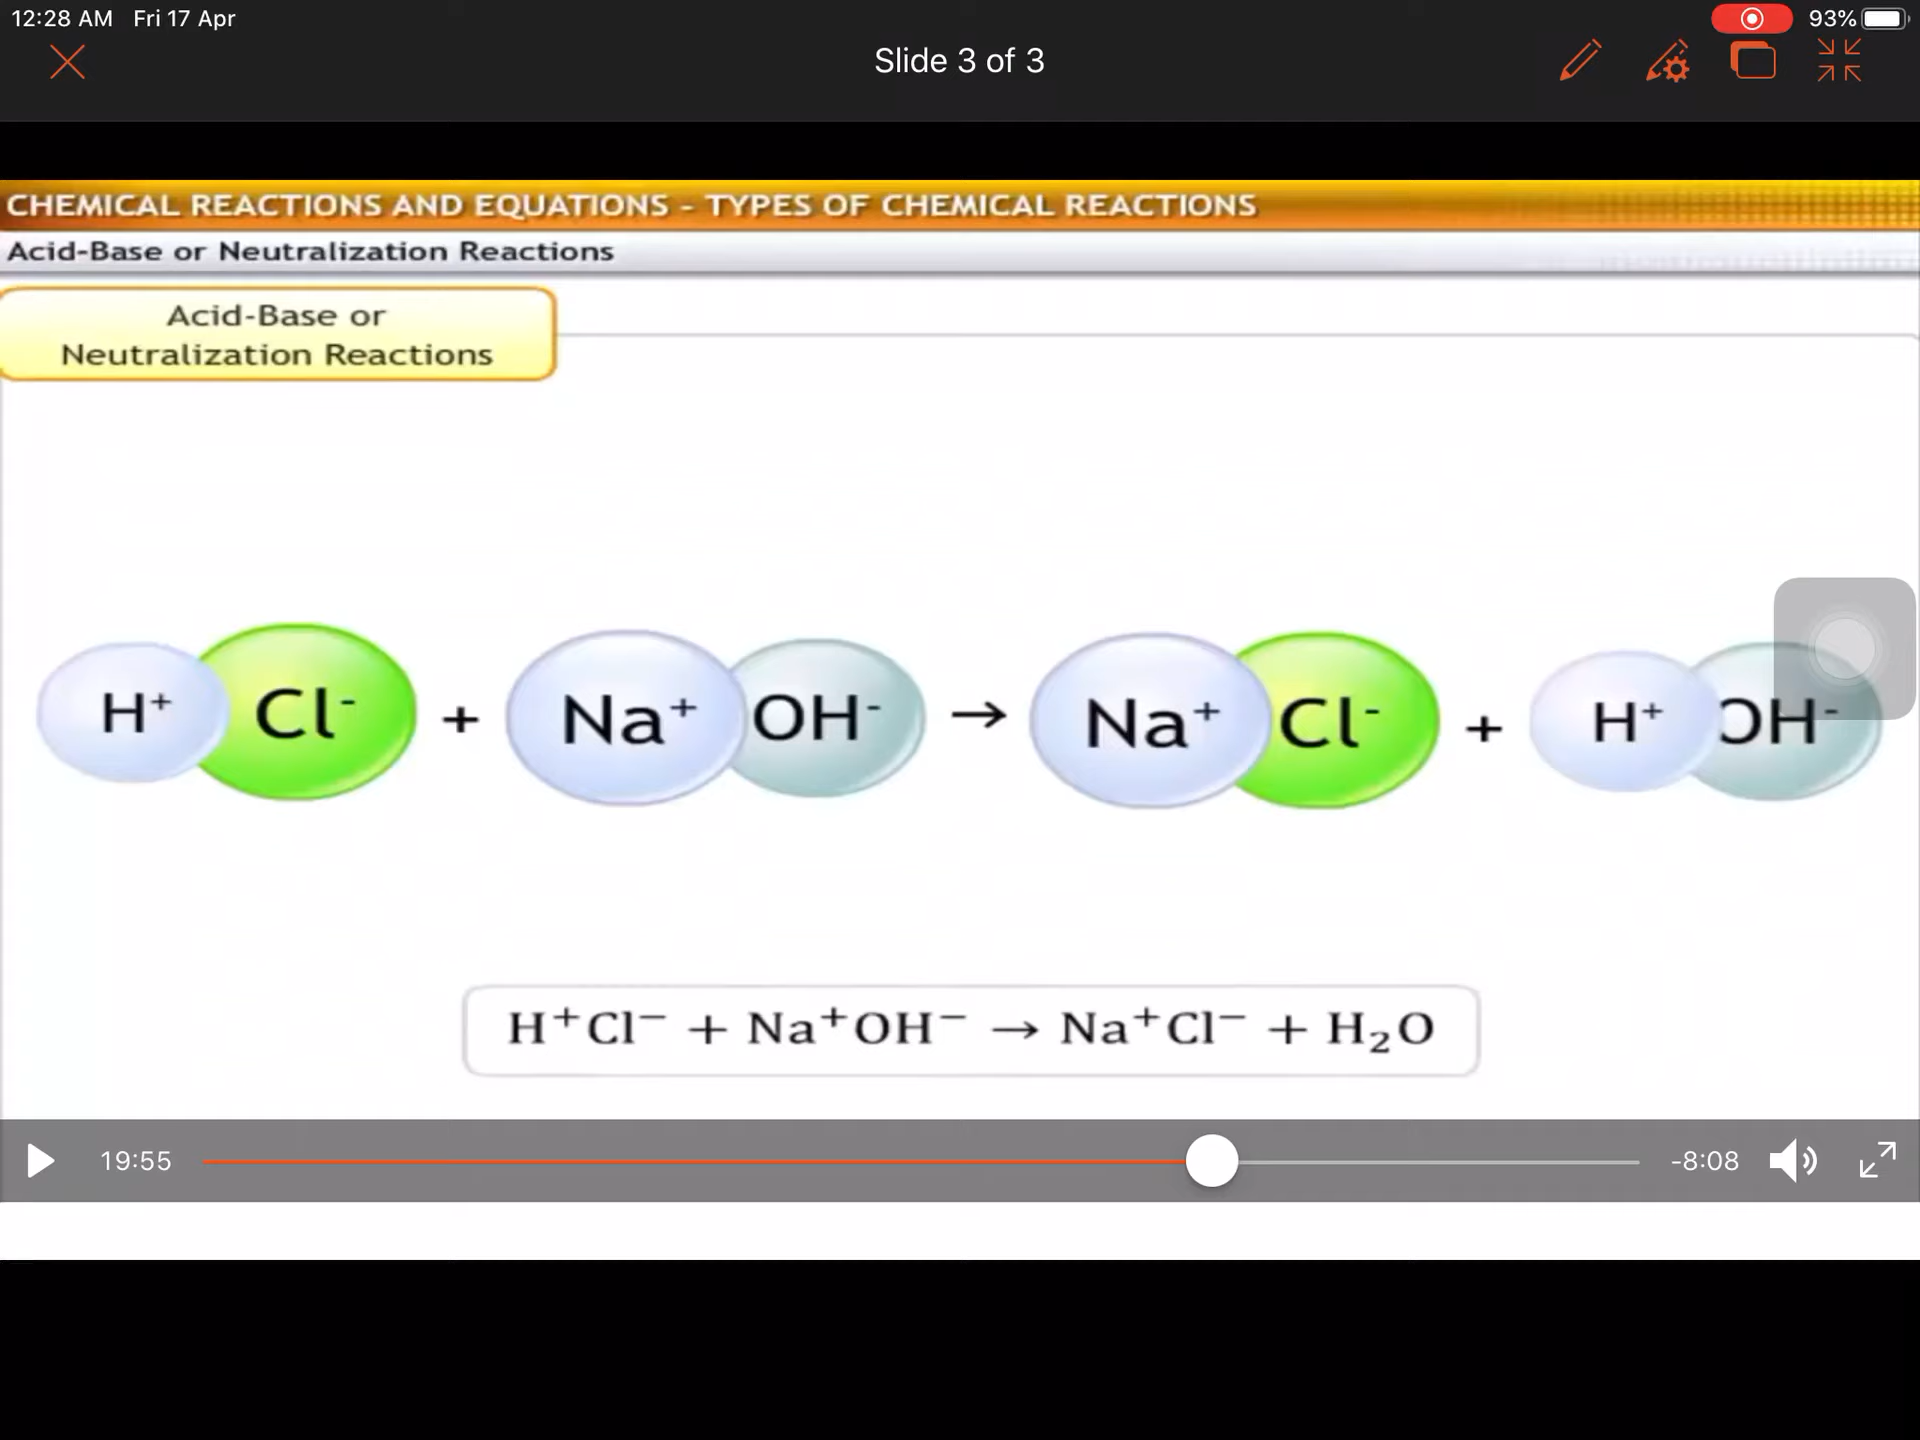 12:28 AM Fri 17 Apr
93%
Slide 3 of 3
CHEMICAL REACTIONS AND EQUATIONS - TYPES OF CHEMICAL REACTIONS
Acid-Base or Neutralization Reactions
Acid-Base or
Neutralization Reactions
H⁺ Cl⁻ + Na⁺ OH⁻ → Na⁺ Cl⁻ + H⁺ OH⁻
H⁺Cl⁻ + Na⁺OH⁻ → Na⁺Cl⁻ + H₂O
19:55 -8:08